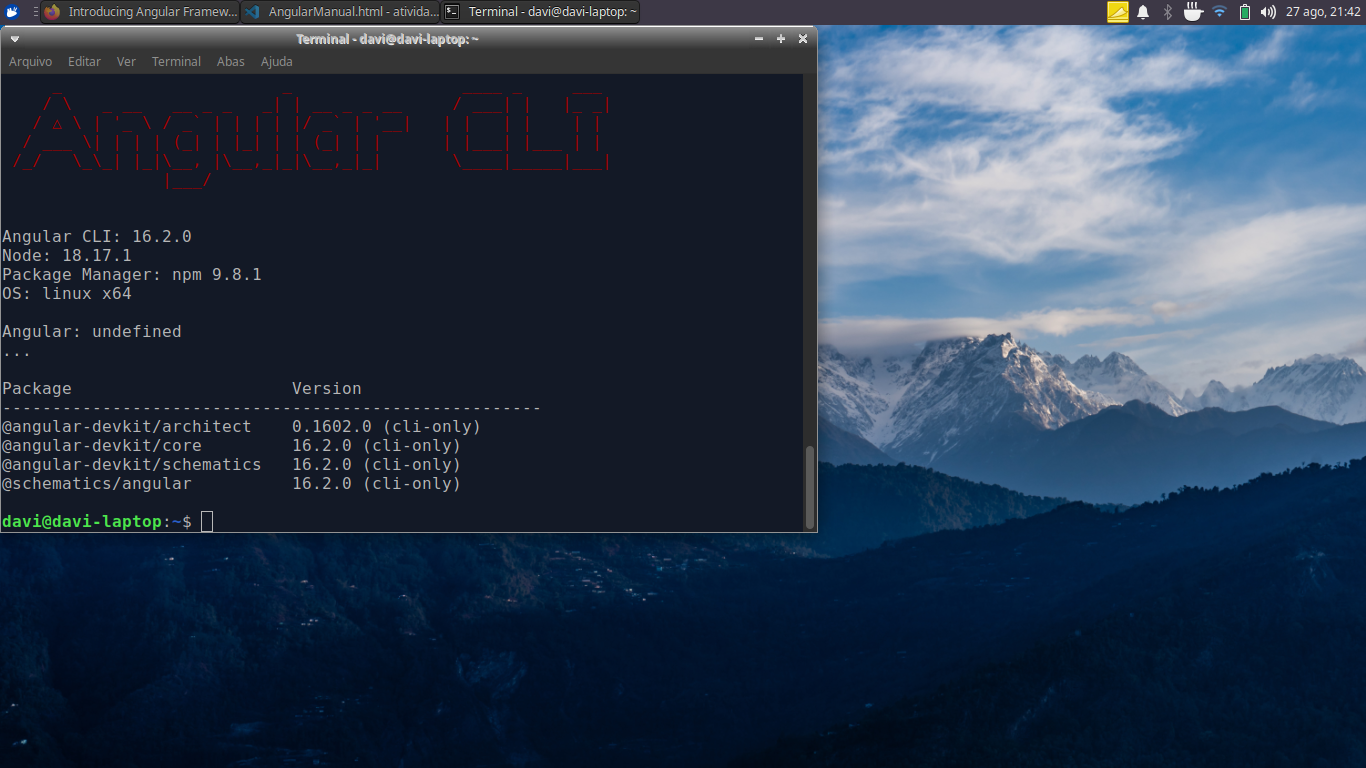 Introducing Angular Framew...
AngularManual.html - ativida...
Terminal - davi@davi-laptop: ~
27 ago, 21:42
Terminal - davi@davi-laptop: ~
Arquivo Editar Ver Terminal Abas Ajuda
Angular CLI
Angular CLI: 16.2.0
Node: 18.17.1
Package Manager: npm 9.8.1
OS: linux x64
Angular: undefined
...
Package Version
------------------------------------------------------
@angular-devkit/architect 0.1602.0 (cli-only)
@angular-devkit/core 16.2.0 (cli-only)
@angular-devkit/schematics 16.2.0 (cli-only)
@schematics/angular 16.2.0 (cli-only)
davi@davi-laptop:~$